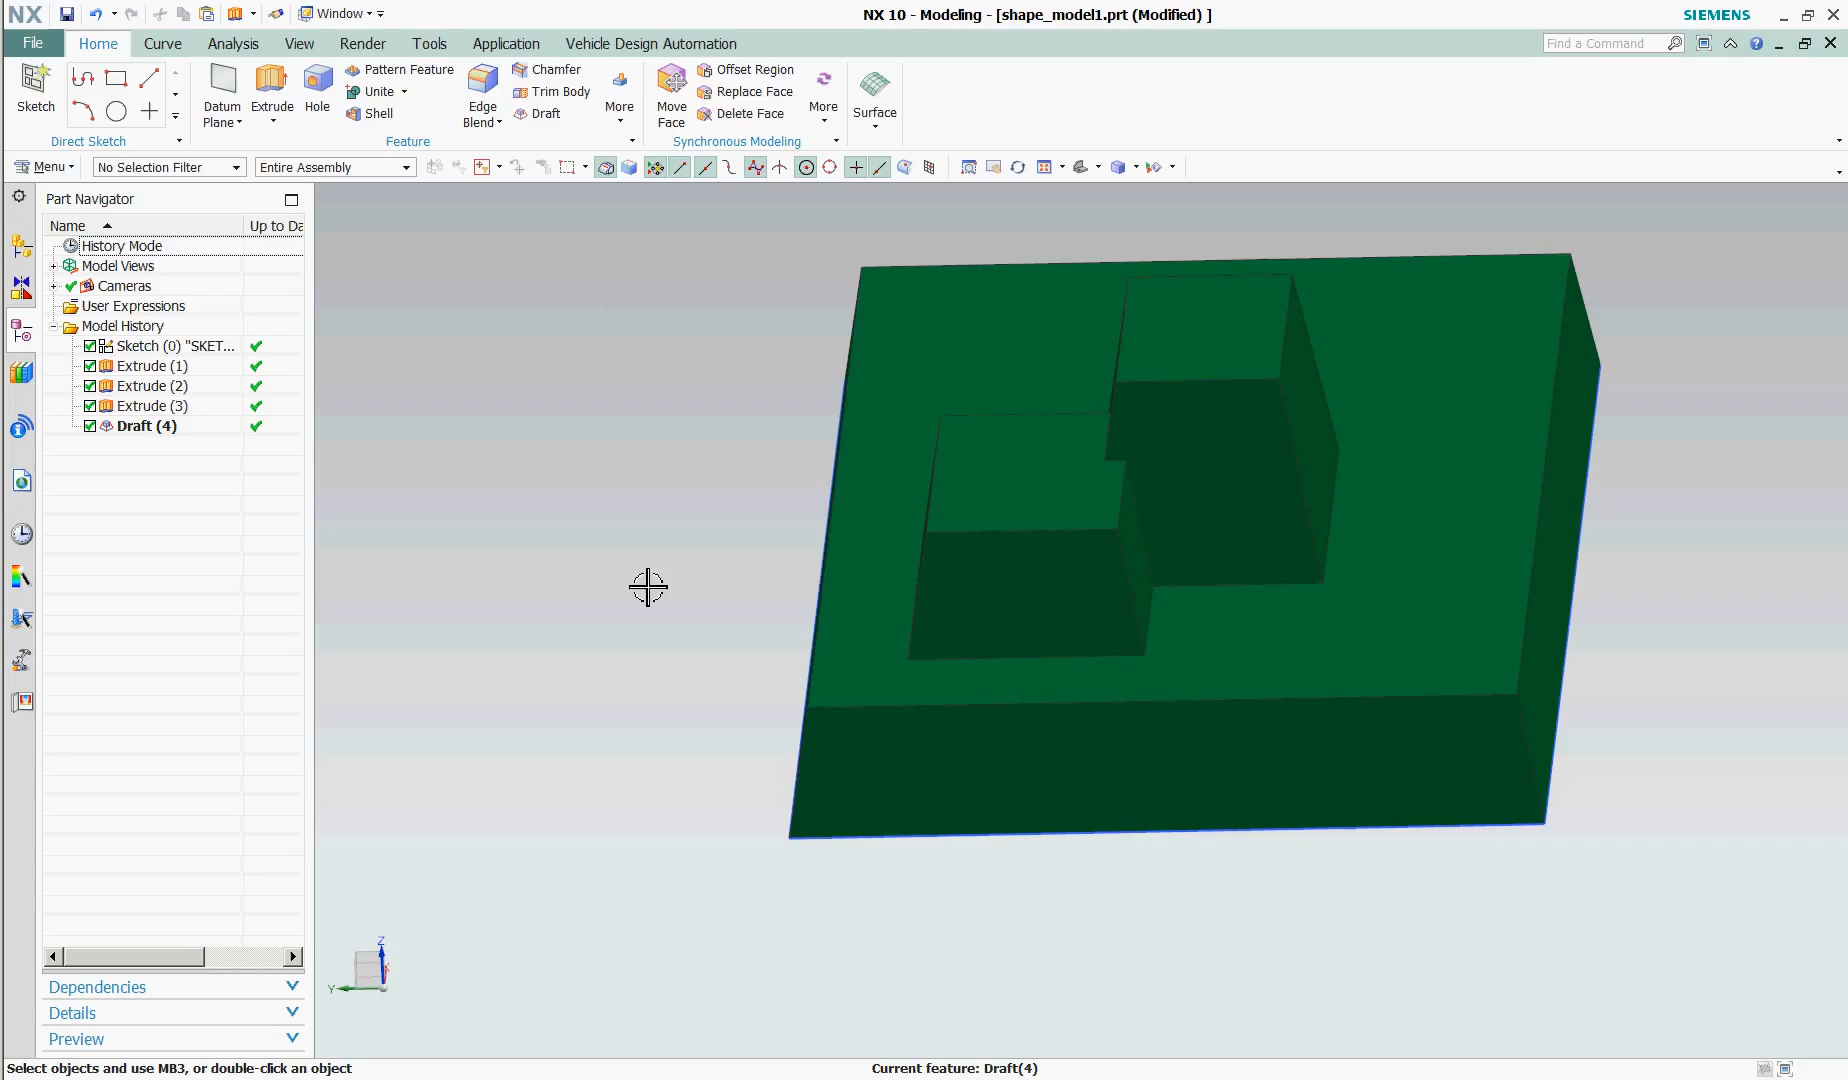 NX
Window
NX 10 - Modeling - [shape_model1.prt (Modified) ]
SIEMENS
File
Home
Curve
Analysis
View
Render
Tools
Application
Vehicle Design Automation
Find a Command
Sketch
Direct Sketch
Datum
Plane
Extrude
Hole
Pattern Feature
Unite
Shell
Edge
Blend
Chamfer
Trim Body
Draft
More
Feature
Move
Face
Offset Region
Replace Face
Delete Face
More
Synchronous Modeling
Surface
Menu
No Selection Filter
Entire Assembly
Part Navigator
Name
Up to Da
History Mode
Model Views
Cameras
User Expressions
Model History
Sketch (0) "SKET...
Extrude (1)
Extrude (2)
Extrude (3)
Draft (4)
Dependencies
Details
Preview
Z
Y
Select objects and use MB3, or double-click an object
Current feature: Draft(4)